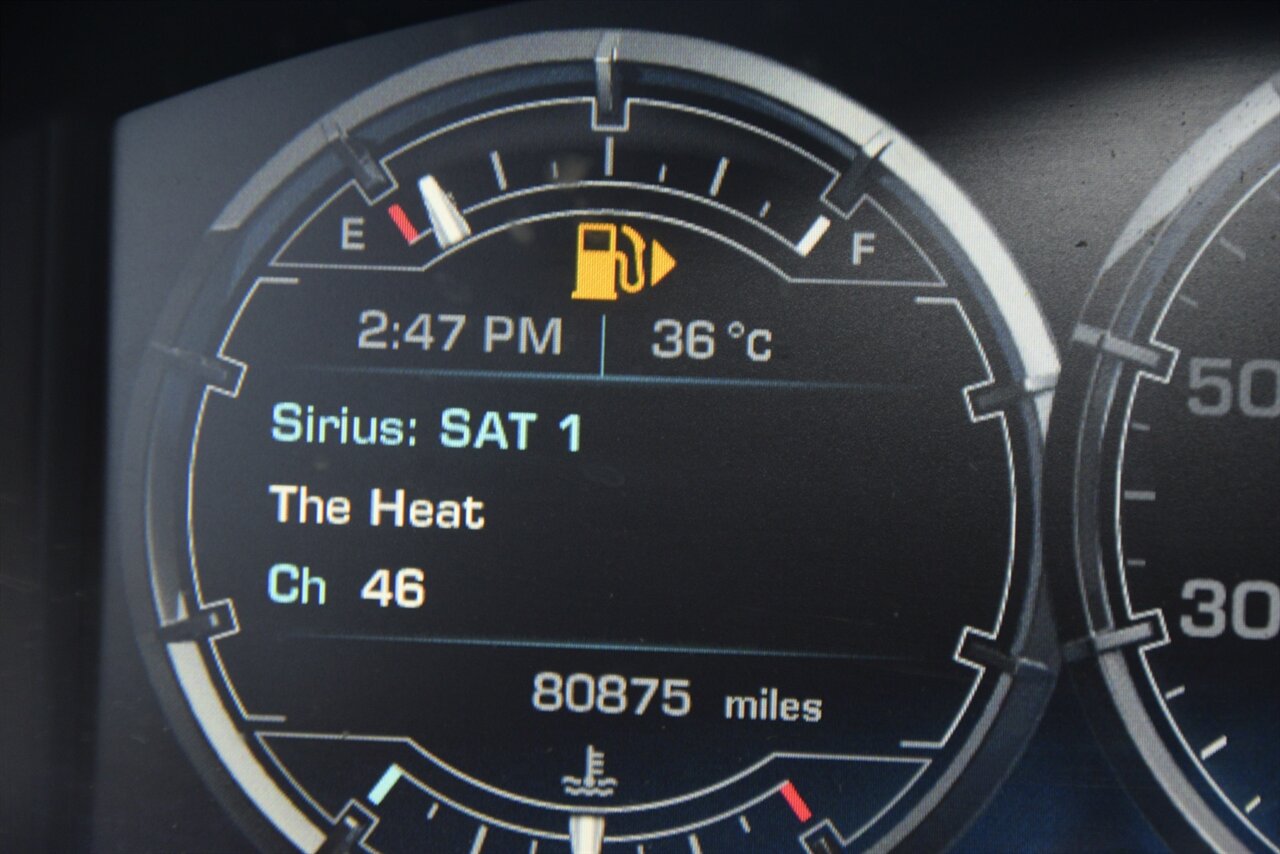 E
F
2:47 PM
36 °C
Sirius: SAT 1
The Heat
Ch 46
80875 miles
50
30